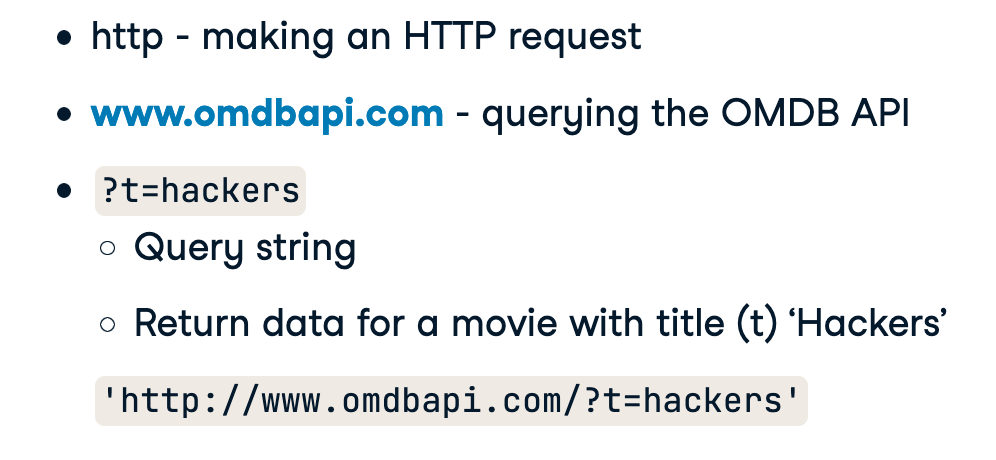 • http - making an HTTP request
• www.omdbapi.com - querying the OMDB API
• ?t=hackers
○ Query string
○ Return data for a movie with title (t) ‘Hackers’
'http://www.omdbapi.com/?t=hackers'